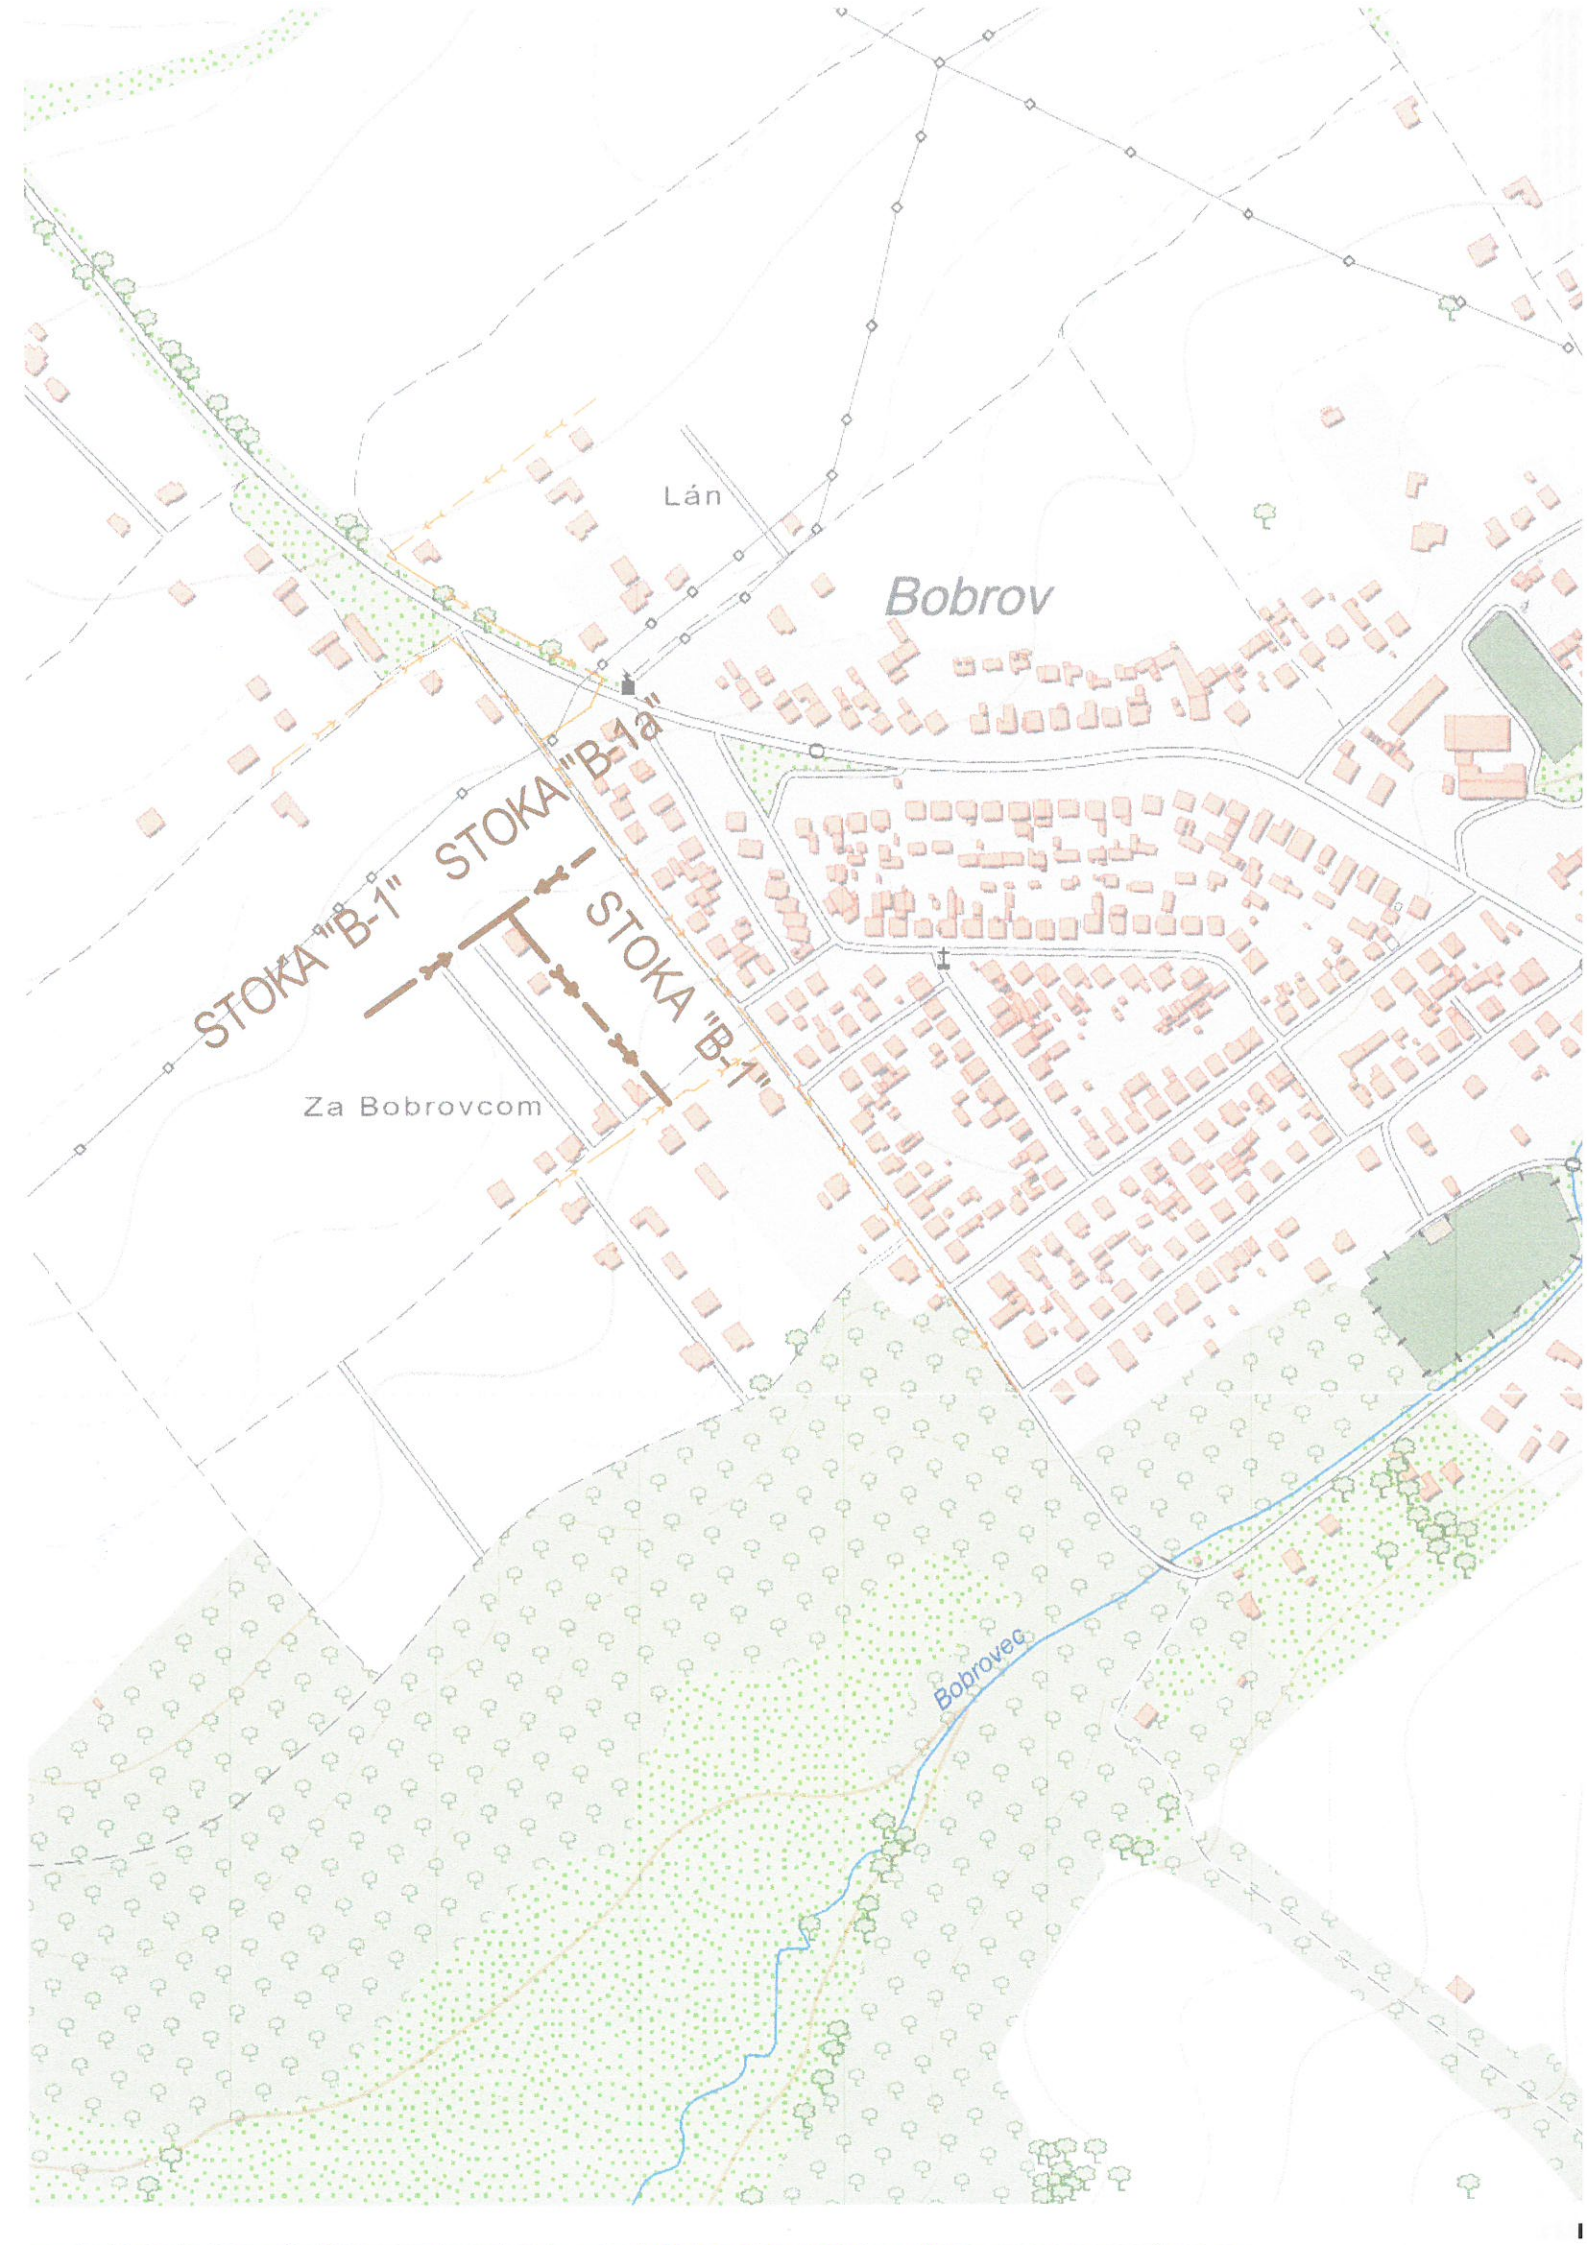 Lán
Bobrov
STOKA "B-1a"
STOKA "B-1"
STOKA "B-1"
Za Bobrovcom
Bobrovec